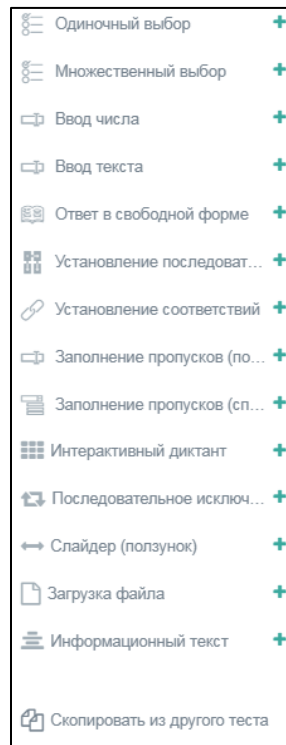 Одиночный выбор
Множественный выбор
Ввод числа
Ввод текста
Ответ в свободной форме
Установление последоват...
Установление соответствий
Заполнение пропусков (по...
Заполнение пропусков (сп...
Интерактивный диктант
Последовательное исключ...
Слайдер (ползунок)
Загрузка файла
Информационный текст
Скопировать из другого теста